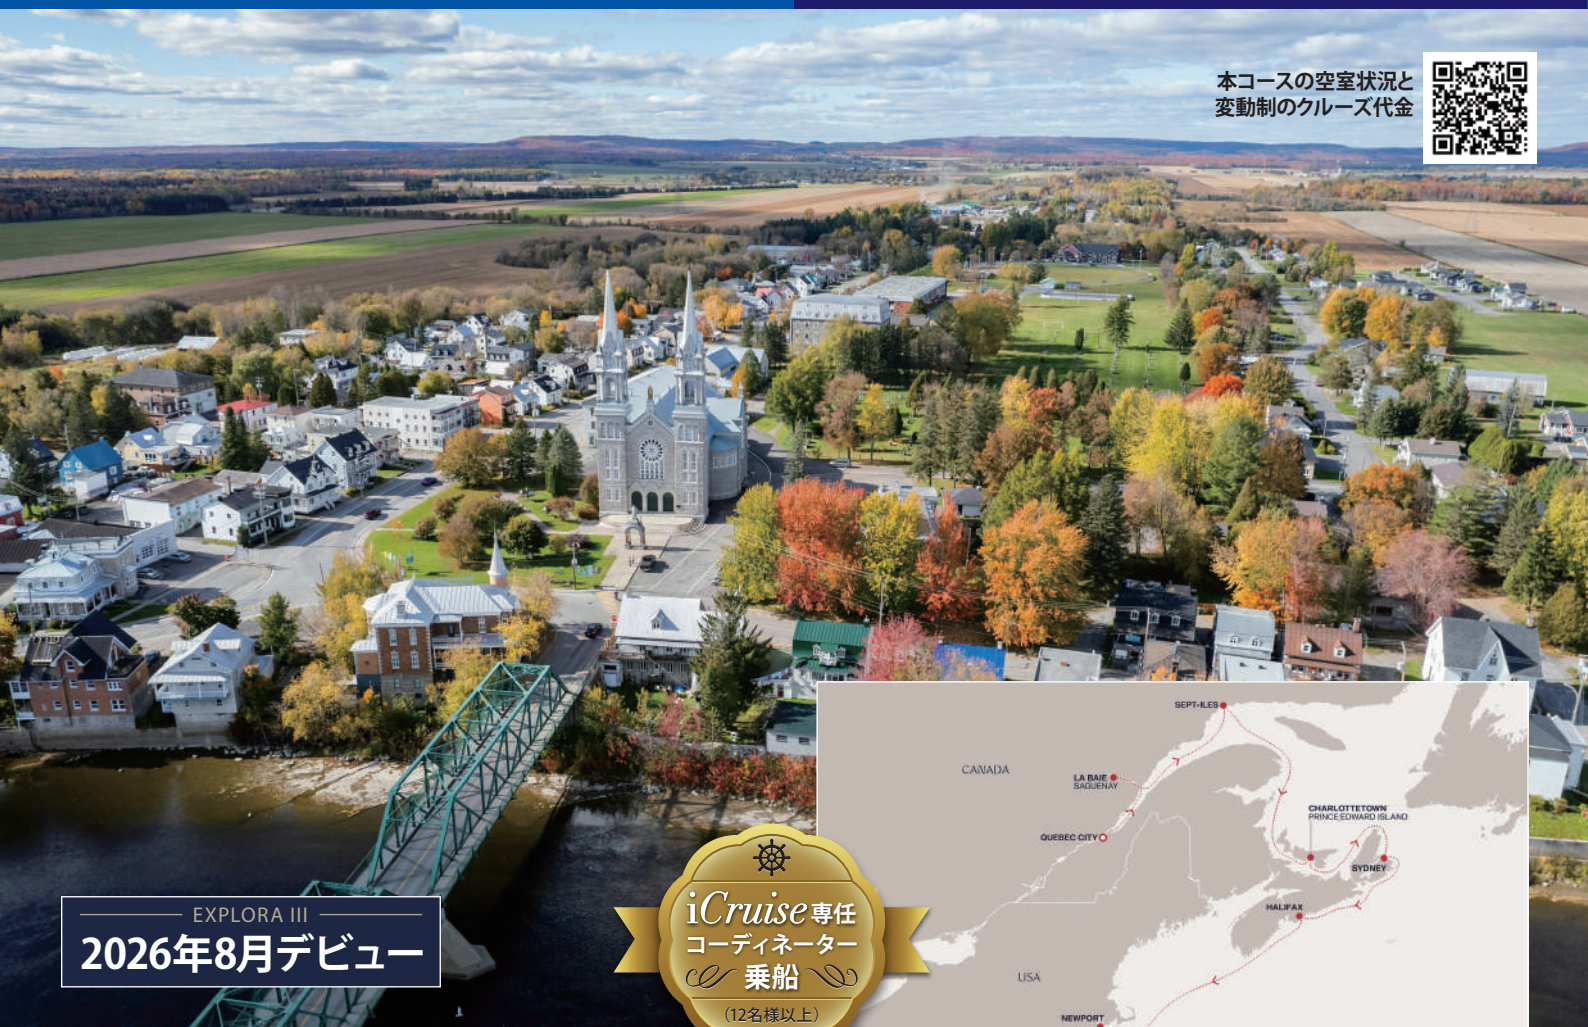 本コースの空室状況と
変動制のクルーズ代金
SEPT-ILES
CANADA
LA BAIE
SAGUENAY
CHARLOTTETOWN
PRINCE EDWARD ISLAND
QUEBEC CITY
SYDNEY
HALIFAX
USA
NEWPORT
EXPLORA III
2026年8月デビュー
iCruise専任
コーディネーター
乗船
（12名様以上）